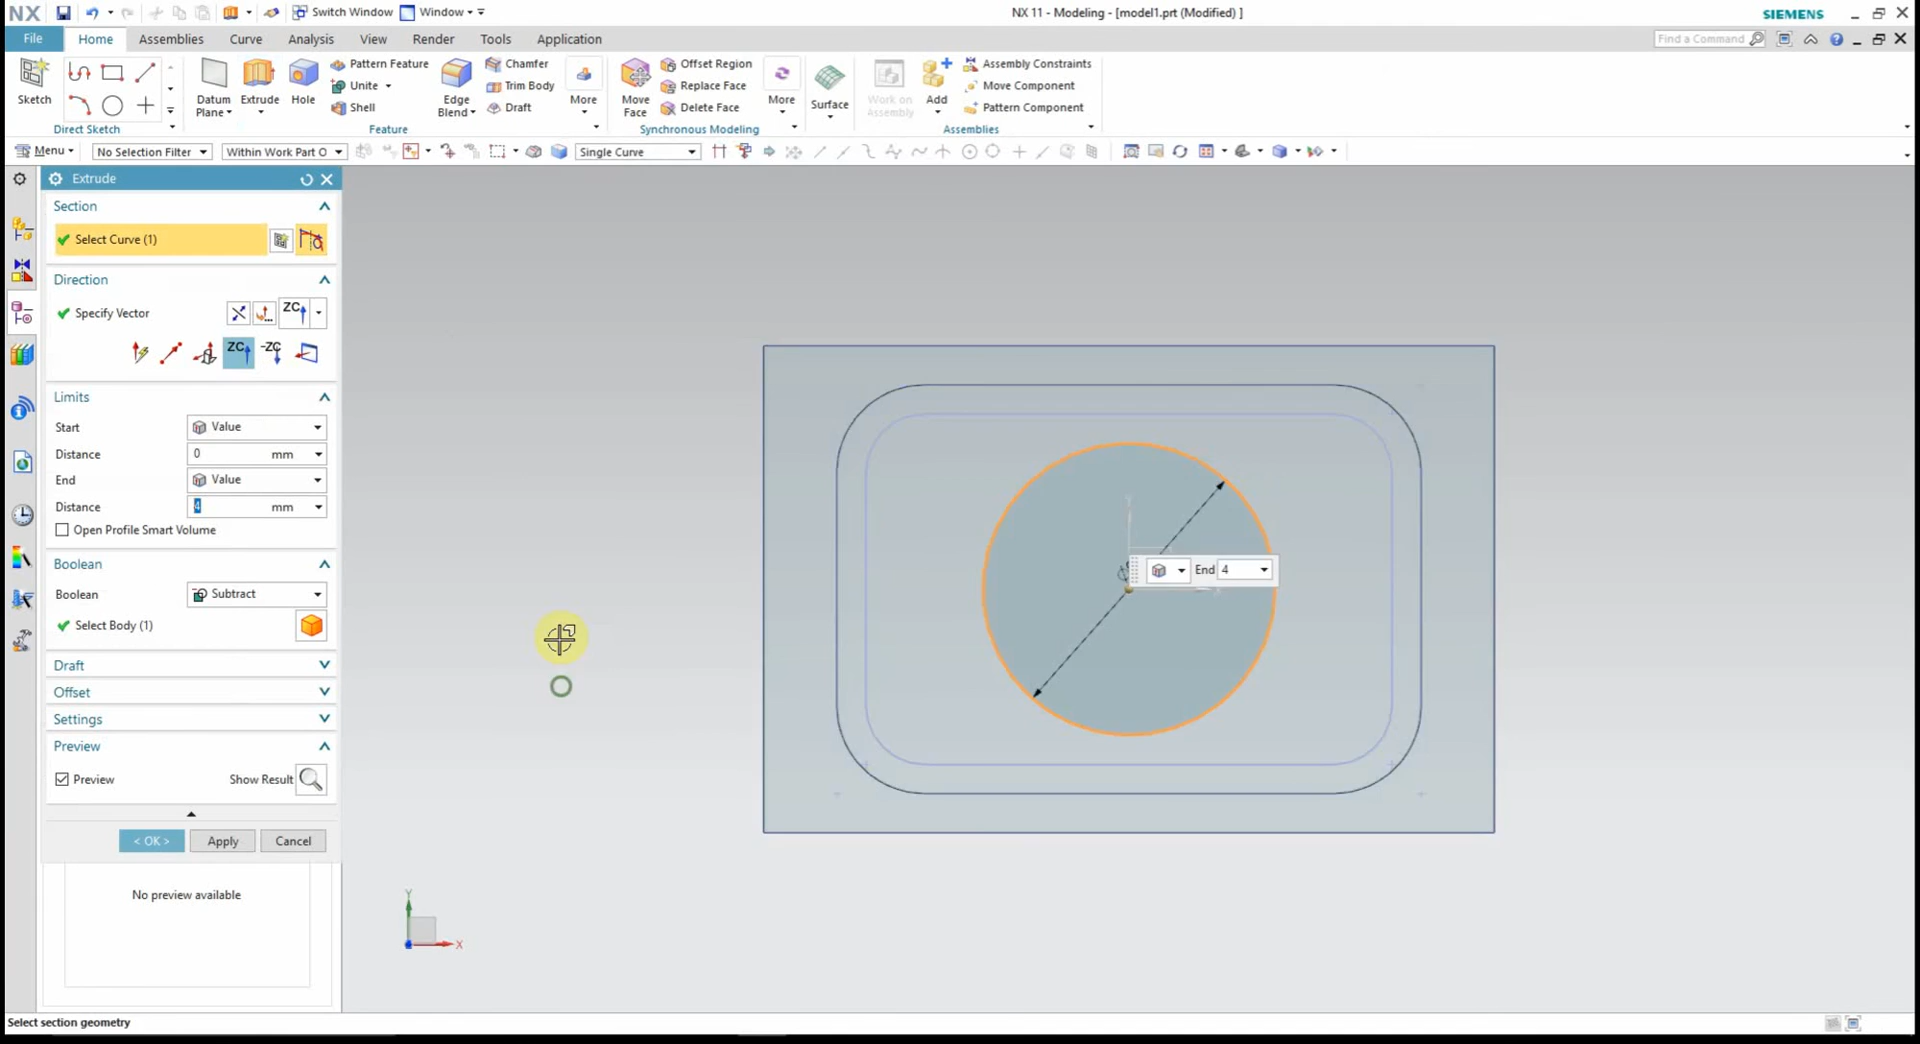 NX
Switch Window
Window
NX 11 - Modeling - [model1.prt (Modified) ]
SIEMENS
File
Home
Assemblies
Curve
Analysis
View
Render
Tools
Application
Find a Command
Sketch
Direct Sketch
Datum Plane
Extrude
Hole
Pattern Feature
Unite
Shell
Edge Blend
Chamfer
Trim Body
Draft
More
Feature
Move Face
Offset Region
Replace Face
Delete Face
More
Synchronous Modeling
Surface
Work on Assembly
Add
Assembly Constraints
Move Component
Pattern Component
Assemblies
Menu
No Selection Filter
Within Work Part O
Single Curve
Extrude
Section
Select Curve (1)
Direction
Specify Vector
ZC
ZC
-ZC
Limits
Start
Value
Distance
0 mm
End
Value
Distance
4 mm
Open Profile Smart Volume
Boolean
Boolean
Subtract
Select Body (1)
Draft
Offset
Settings
Preview
Preview
Show Result
< OK >
Apply
Cancel
No preview available
End 4
Y
X
Select section geometry